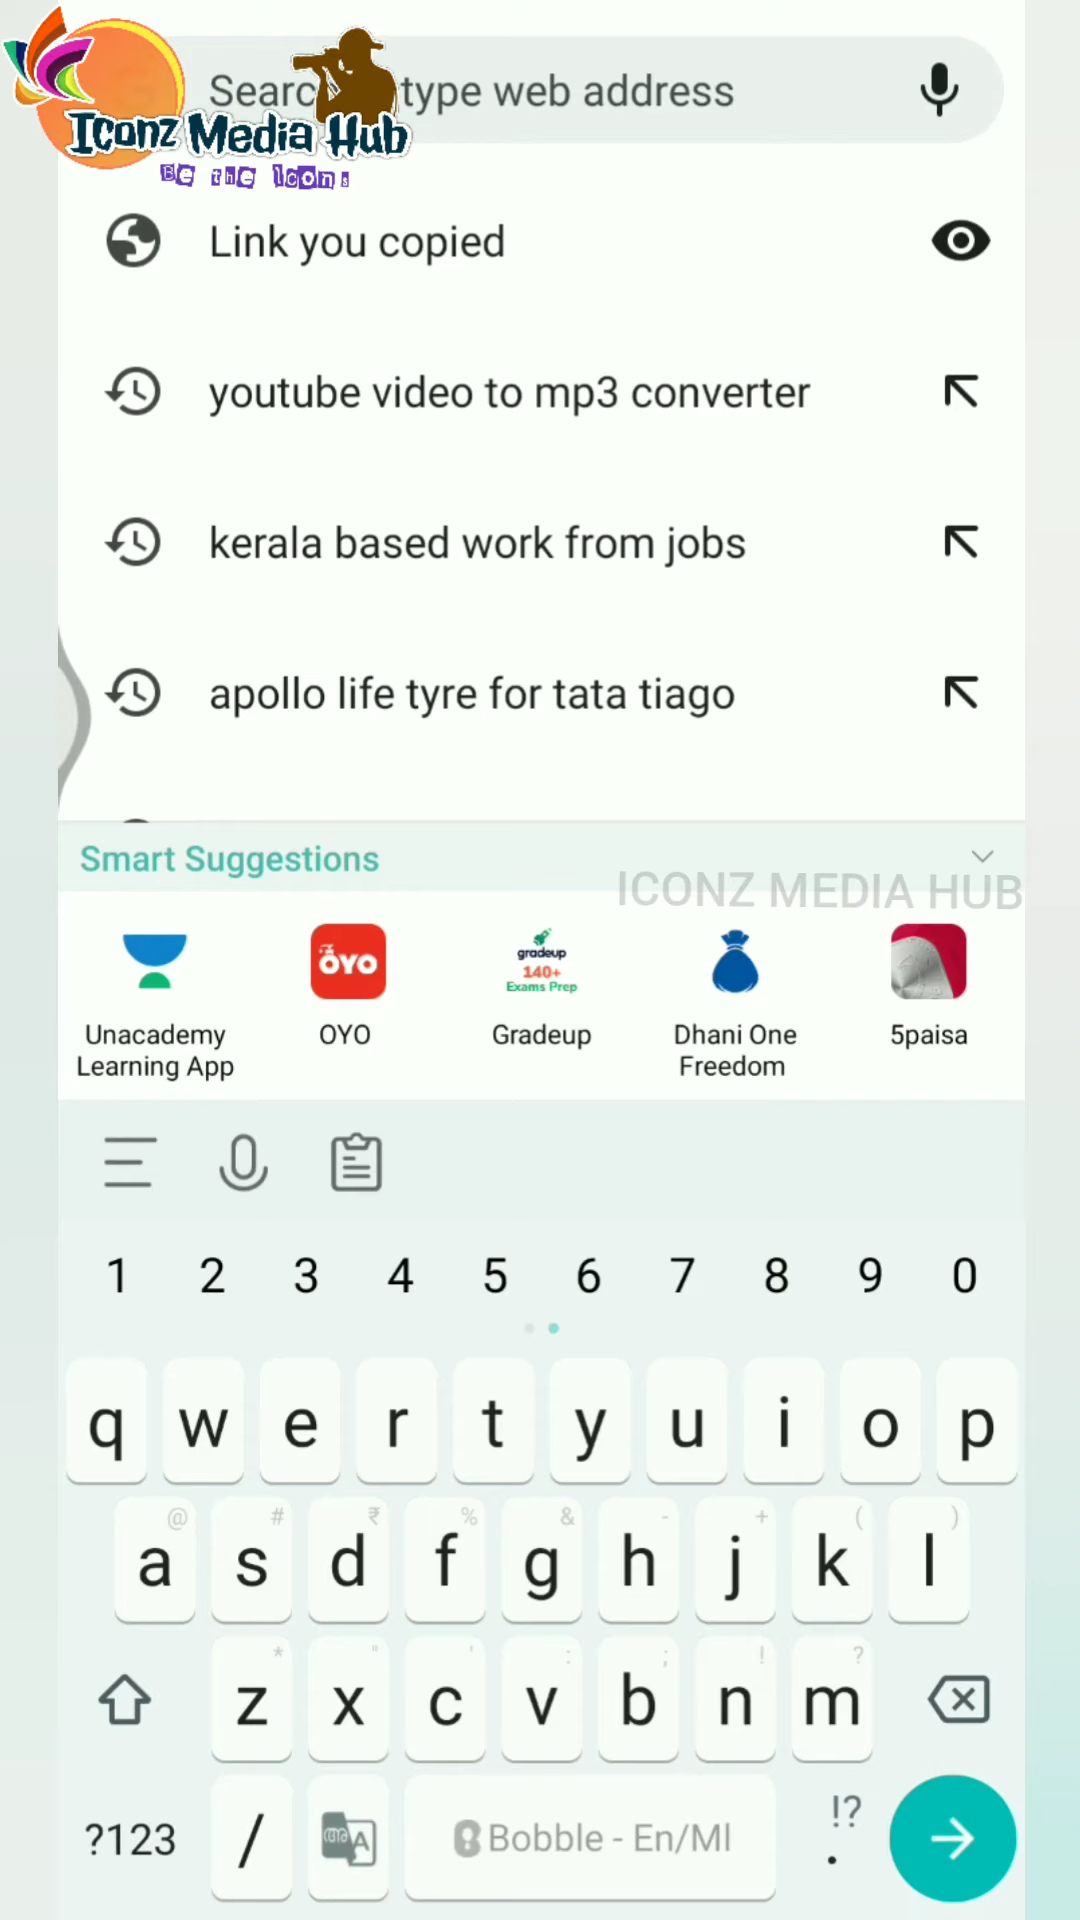 Iconz Media Hub
Be the Icons
type web address
Link you copied
youtube video to mp3 converter
kerala based work from jobs
apollo life tyre for tata tiago
Smart Suggestions
ICONZ MEDIA HUB
OYO
gradeup
140+
Exams Prep
Unacademy
Learning App
OYO
Gradeup
Dhani One
Freedom
5paisa
1 2 3 4 5 6 7 8 9 0
q w e r t y u i o p
@ # ₹ % & - + ( )
a s d f g h j k l
* " ' : ; ! ?
z x c v b n m
!?
?123 / അ A Bobble - En/Ml .